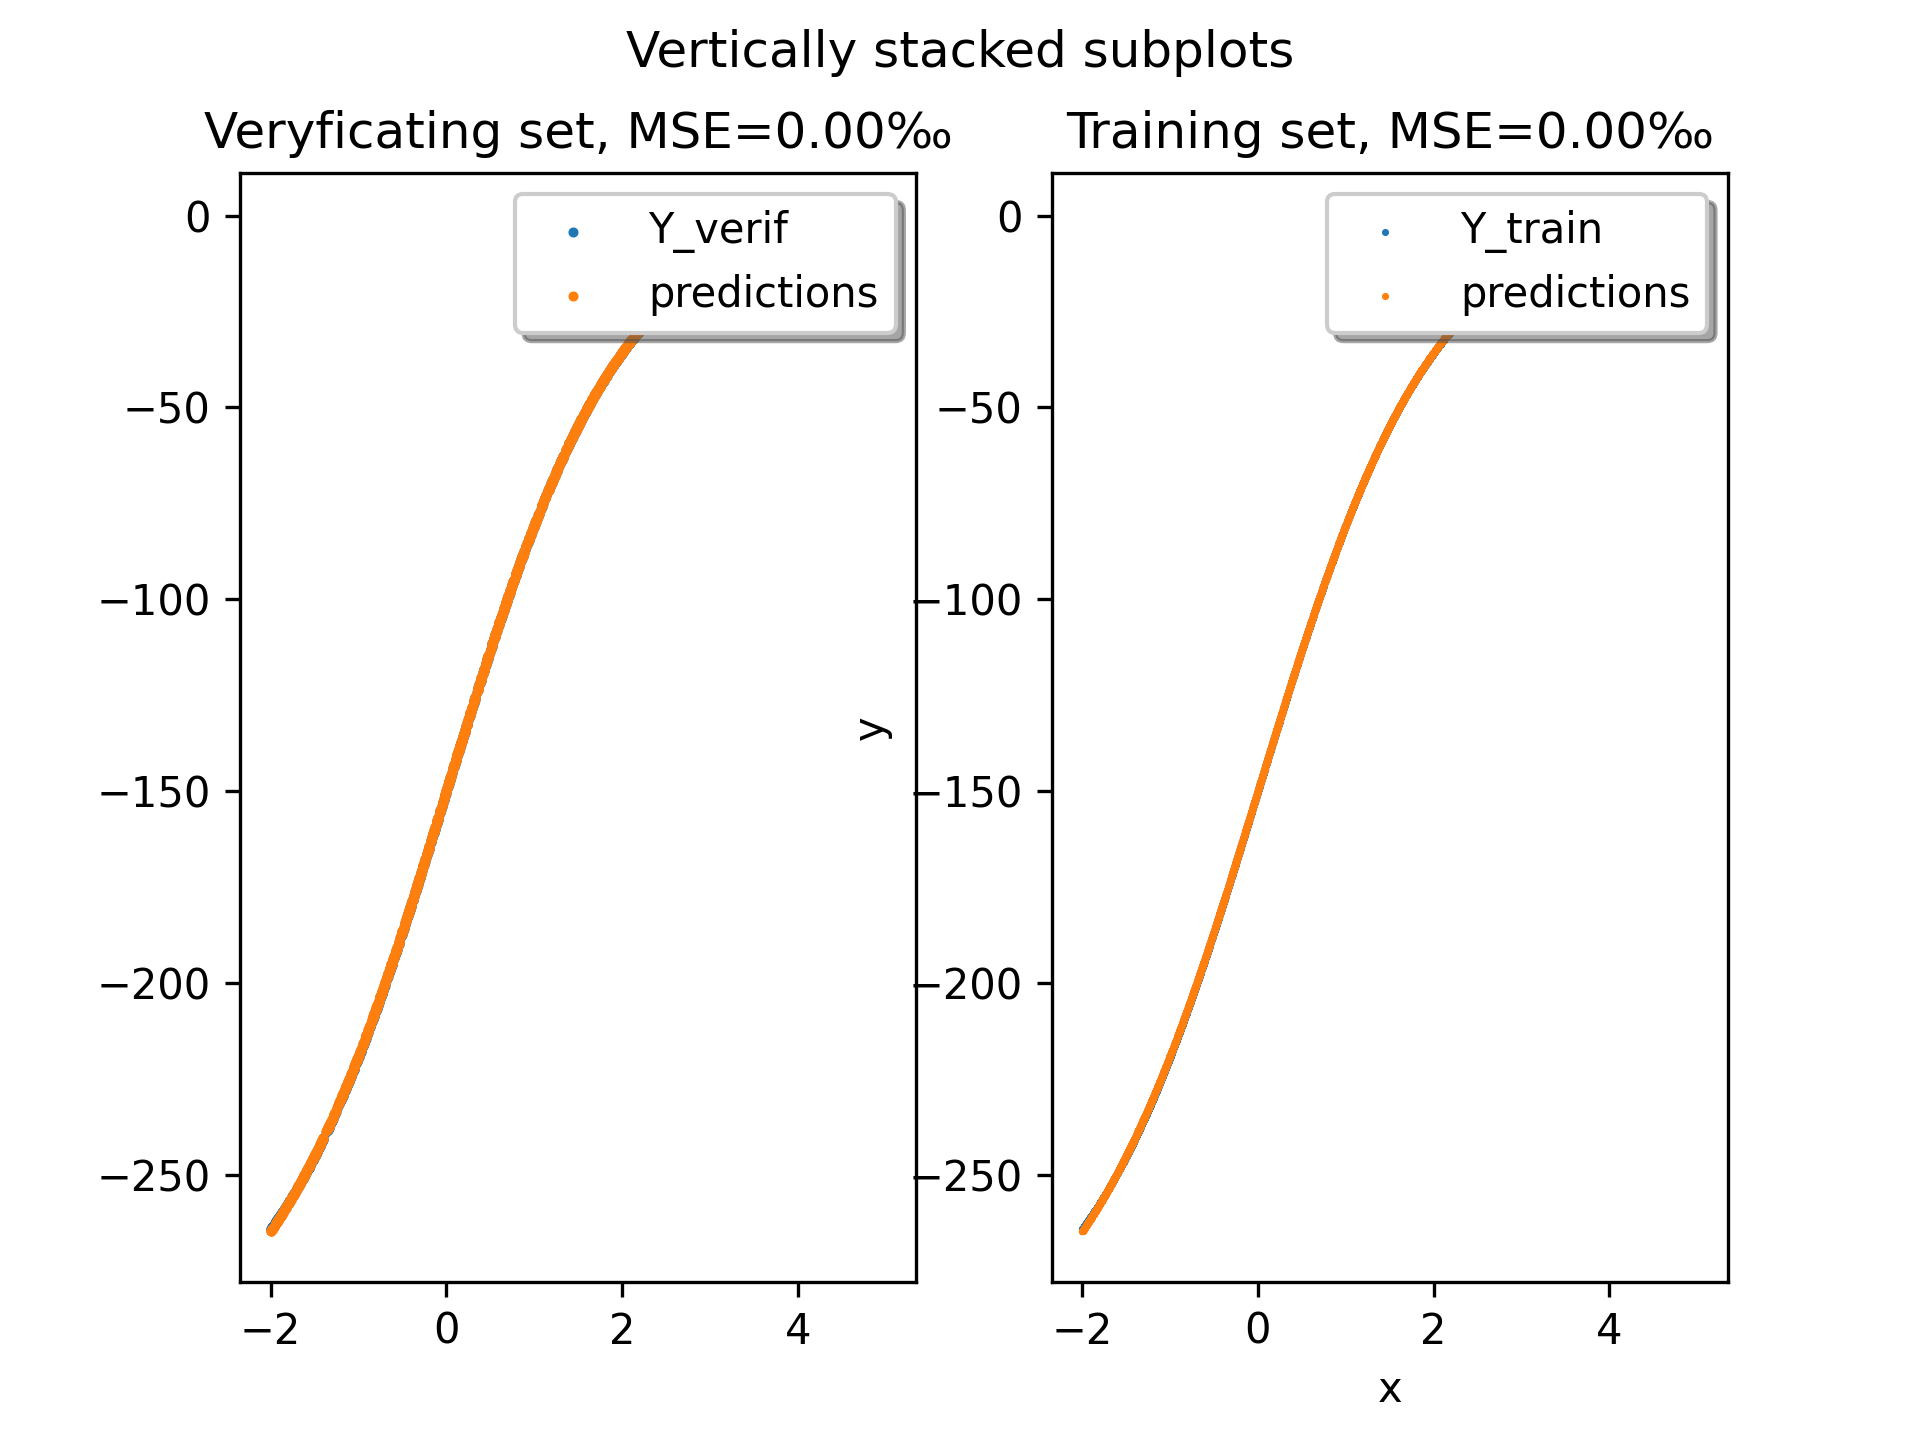 Vertically stacked subplots
Veryficating set, MSE=0.00‰
Training set, MSE=0.00‰
Y_verif
predictions
0
−50
−100
−150
−200
−250
−2 0 2 4
Y_train
predictions
0
−50
−100
−150
−200
−250
y
−2 0 2 4
x